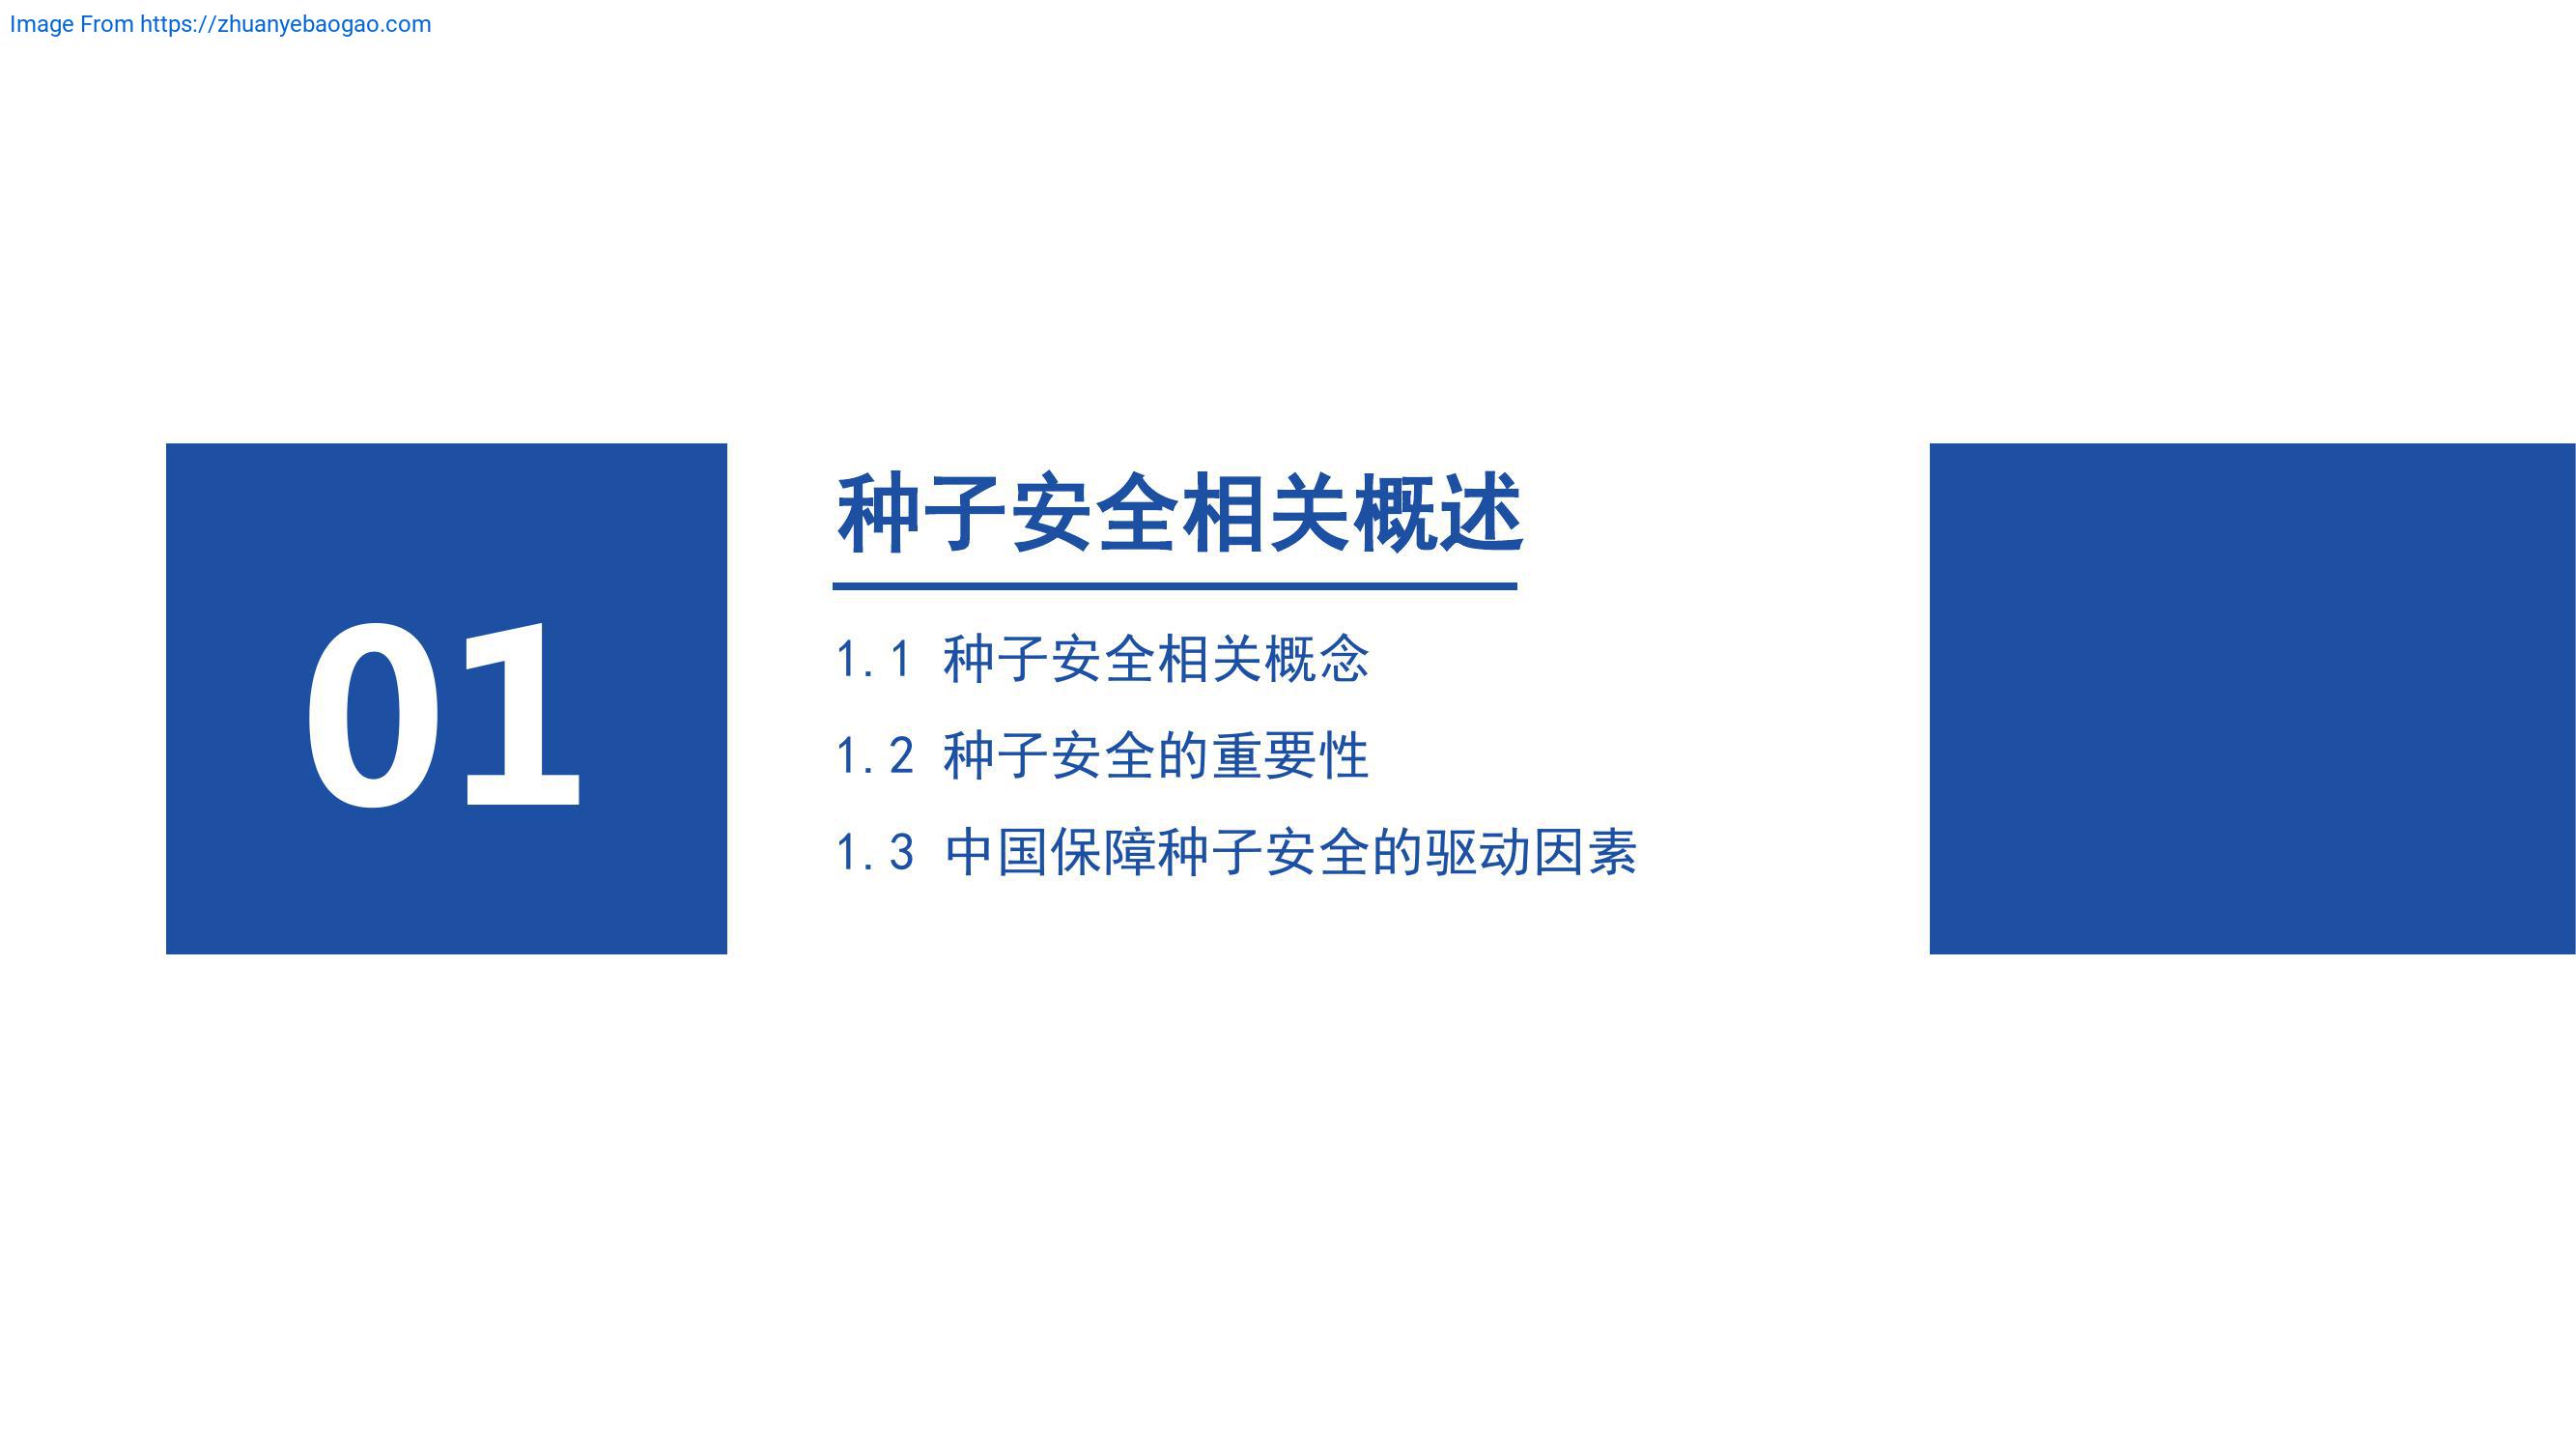 Image From https://zhuanyebaogao.com
01
种子安全相关概述
1.1 种子安全相关概念
1.2 种子安全的重要性
1.3 中国保障种子安全的驱动因素